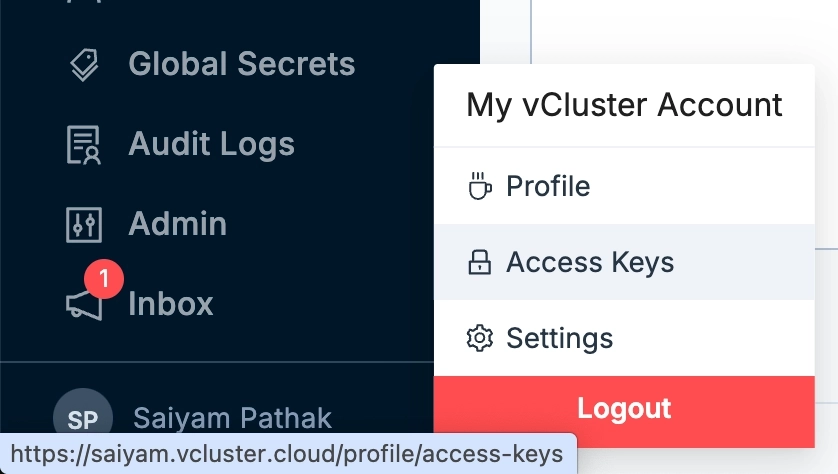 Global Secrets
Audit Logs
Admin
1
Inbox
My vCluster Account
Profile
Access Keys
Settings
Logout
SP
Saiyam Pathak
https://saiyam.vcluster.cloud/profile/access-keys